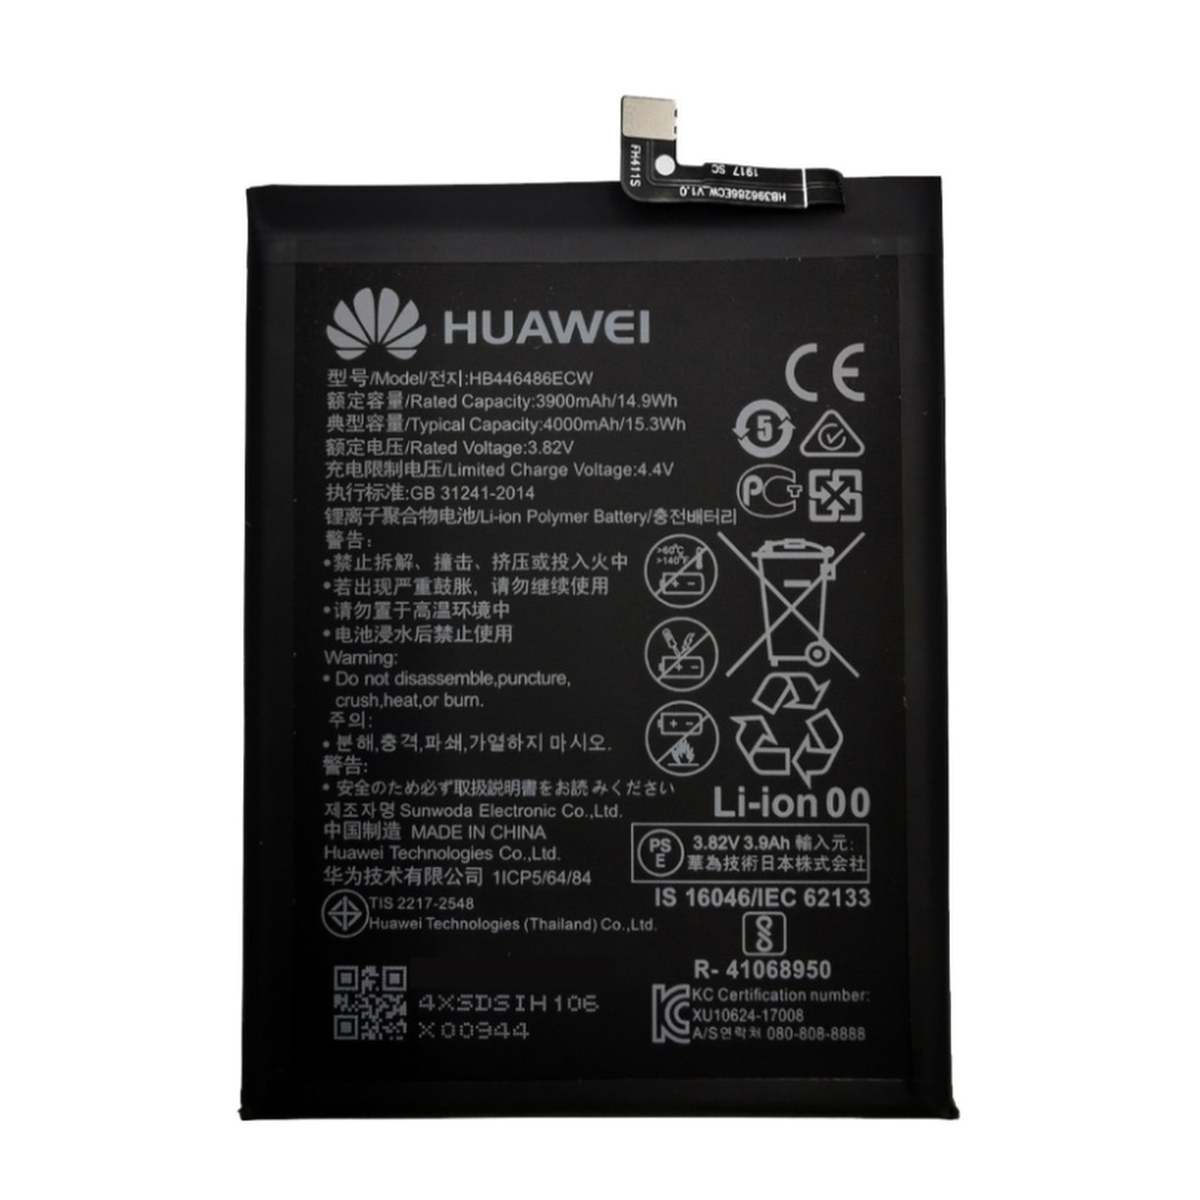 FH411S
1917 SC
HB396286ECW_V1.0
HUAWEI
型号/Model/전지:HB446486ECW
额定容量/Rated Capacity:3900mAh/14.9Wh
典型容量/Typical Capacity:4000mAh/15.3Wh
额定电压/Rated Voltage:3.82V
充电限制电压/Limited Charge Voltage:4.4V
执行标准:GB 31241-2014
锂离子聚合物电池/Li-ion Polymer Battery/충전배터리
警告:
•禁止拆解、撞击、挤压或投入火中
•若出现严重鼓胀，请勿继续使用
•请勿置于高温环境中
•电池浸水后禁止使用
Warning:
• Do not disassemble,puncture,
crush,heat,or burn.
주의:
• 분해,충격,파쇄,가열하지 마시오.
警告:
• 安全のため必ず取扱説明書をお読みください
제조자명 Sunwoda Electronic Co.,Ltd.
中国制造 MADE IN CHINA
Huawei Technologies Co.,Ltd.
华为技术有限公司 1ICP5/64/84
TIS 2217-2548
Huawei Technologies (Thailand) Co.,Ltd.
4XSDSIH106
X00944
CE
5
PCT
>60°C
>140°F
Li-ion 00
PS
E
3.82V 3.9Ah 輸入元:
華為技術日本株式会社
IS 16046/IEC 62133
R- 41068950
KC Certification number:
XU10624-17008
A/S연락처 080-808-8888